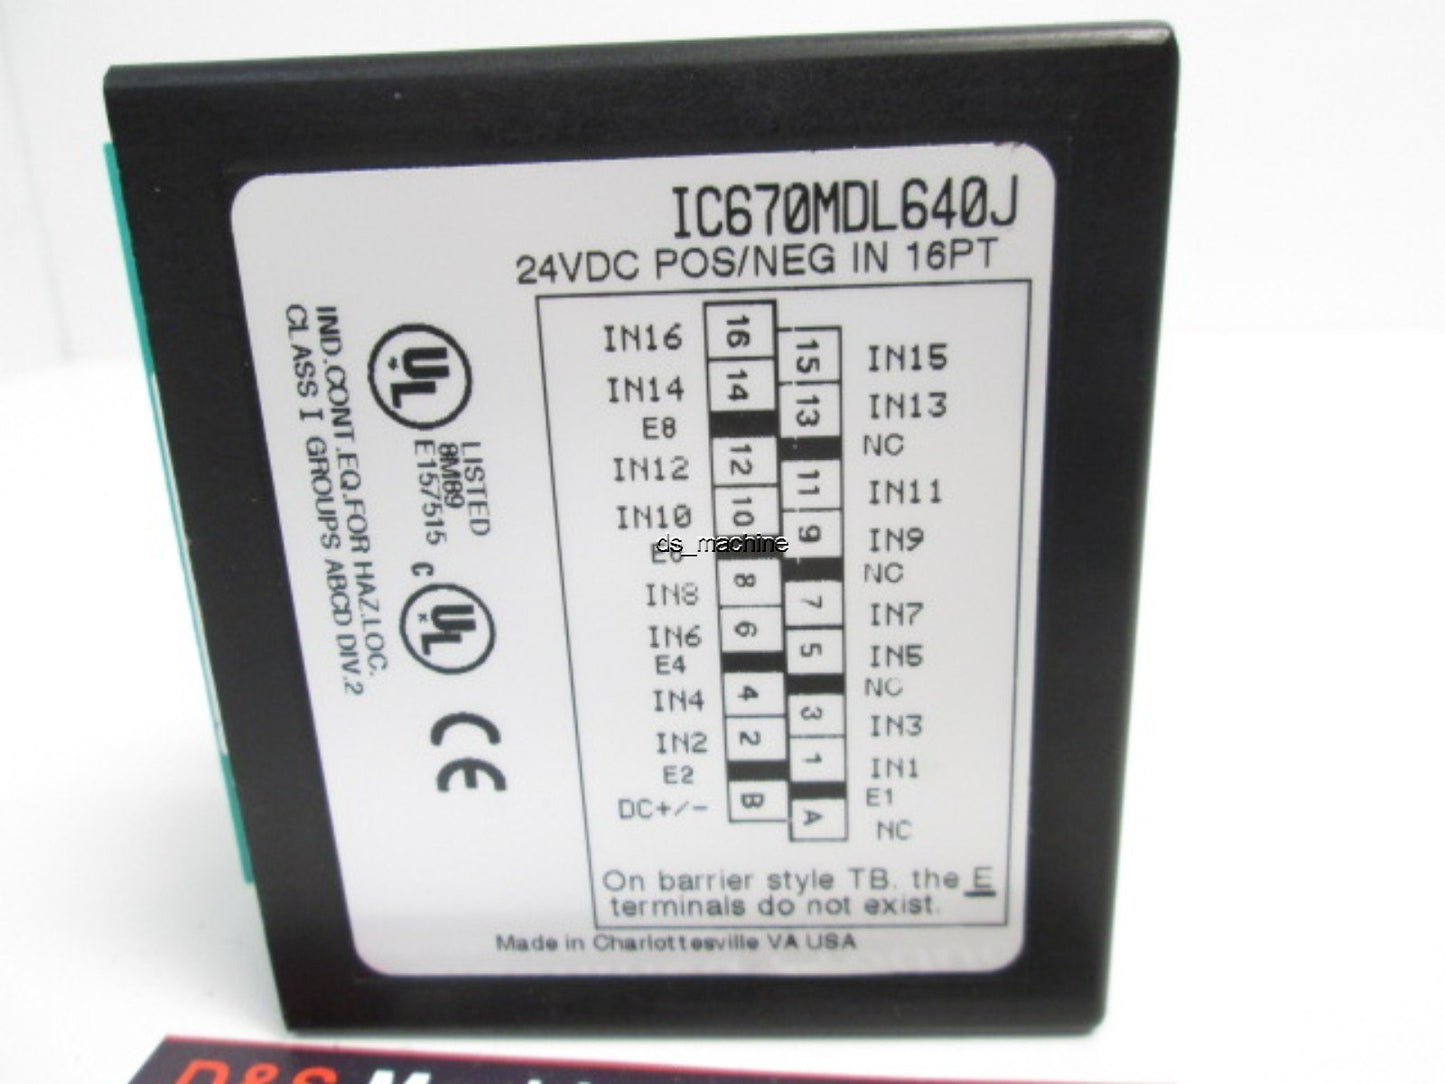 IC670MDL640J
24VDC POS/NEG IN 16PT
IN16 16 15 IN15
IN14 14 13 IN13
E8 NC
IN12 12 11 IN11
IN10 10 9 IN9
ds_machine
NC
IN8 8 7 IN7
IN6 6 5 IN5
E4 NC
IN4 4 3 IN3
IN2 2 1 IN1
E2 E1
DC+/- B A NC
On barrier style TB. the E
terminals do not exist.
Made in Charlottesville VA USA
IND.CONT.EQ.FOR HAZ.LOC.
CLASS I GROUPS ABCD DIV.2
UL
LISTED
8MB9
E157515
C UL
CE
D&S